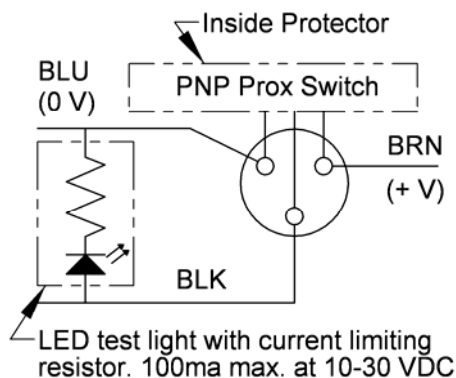 Inside Protector
PNP Prox Switch
BLU
(0 V)
BRN
(+ V)
BLK
LED test light with current limiting
resistor. 100ma max. at 10-30 VDC